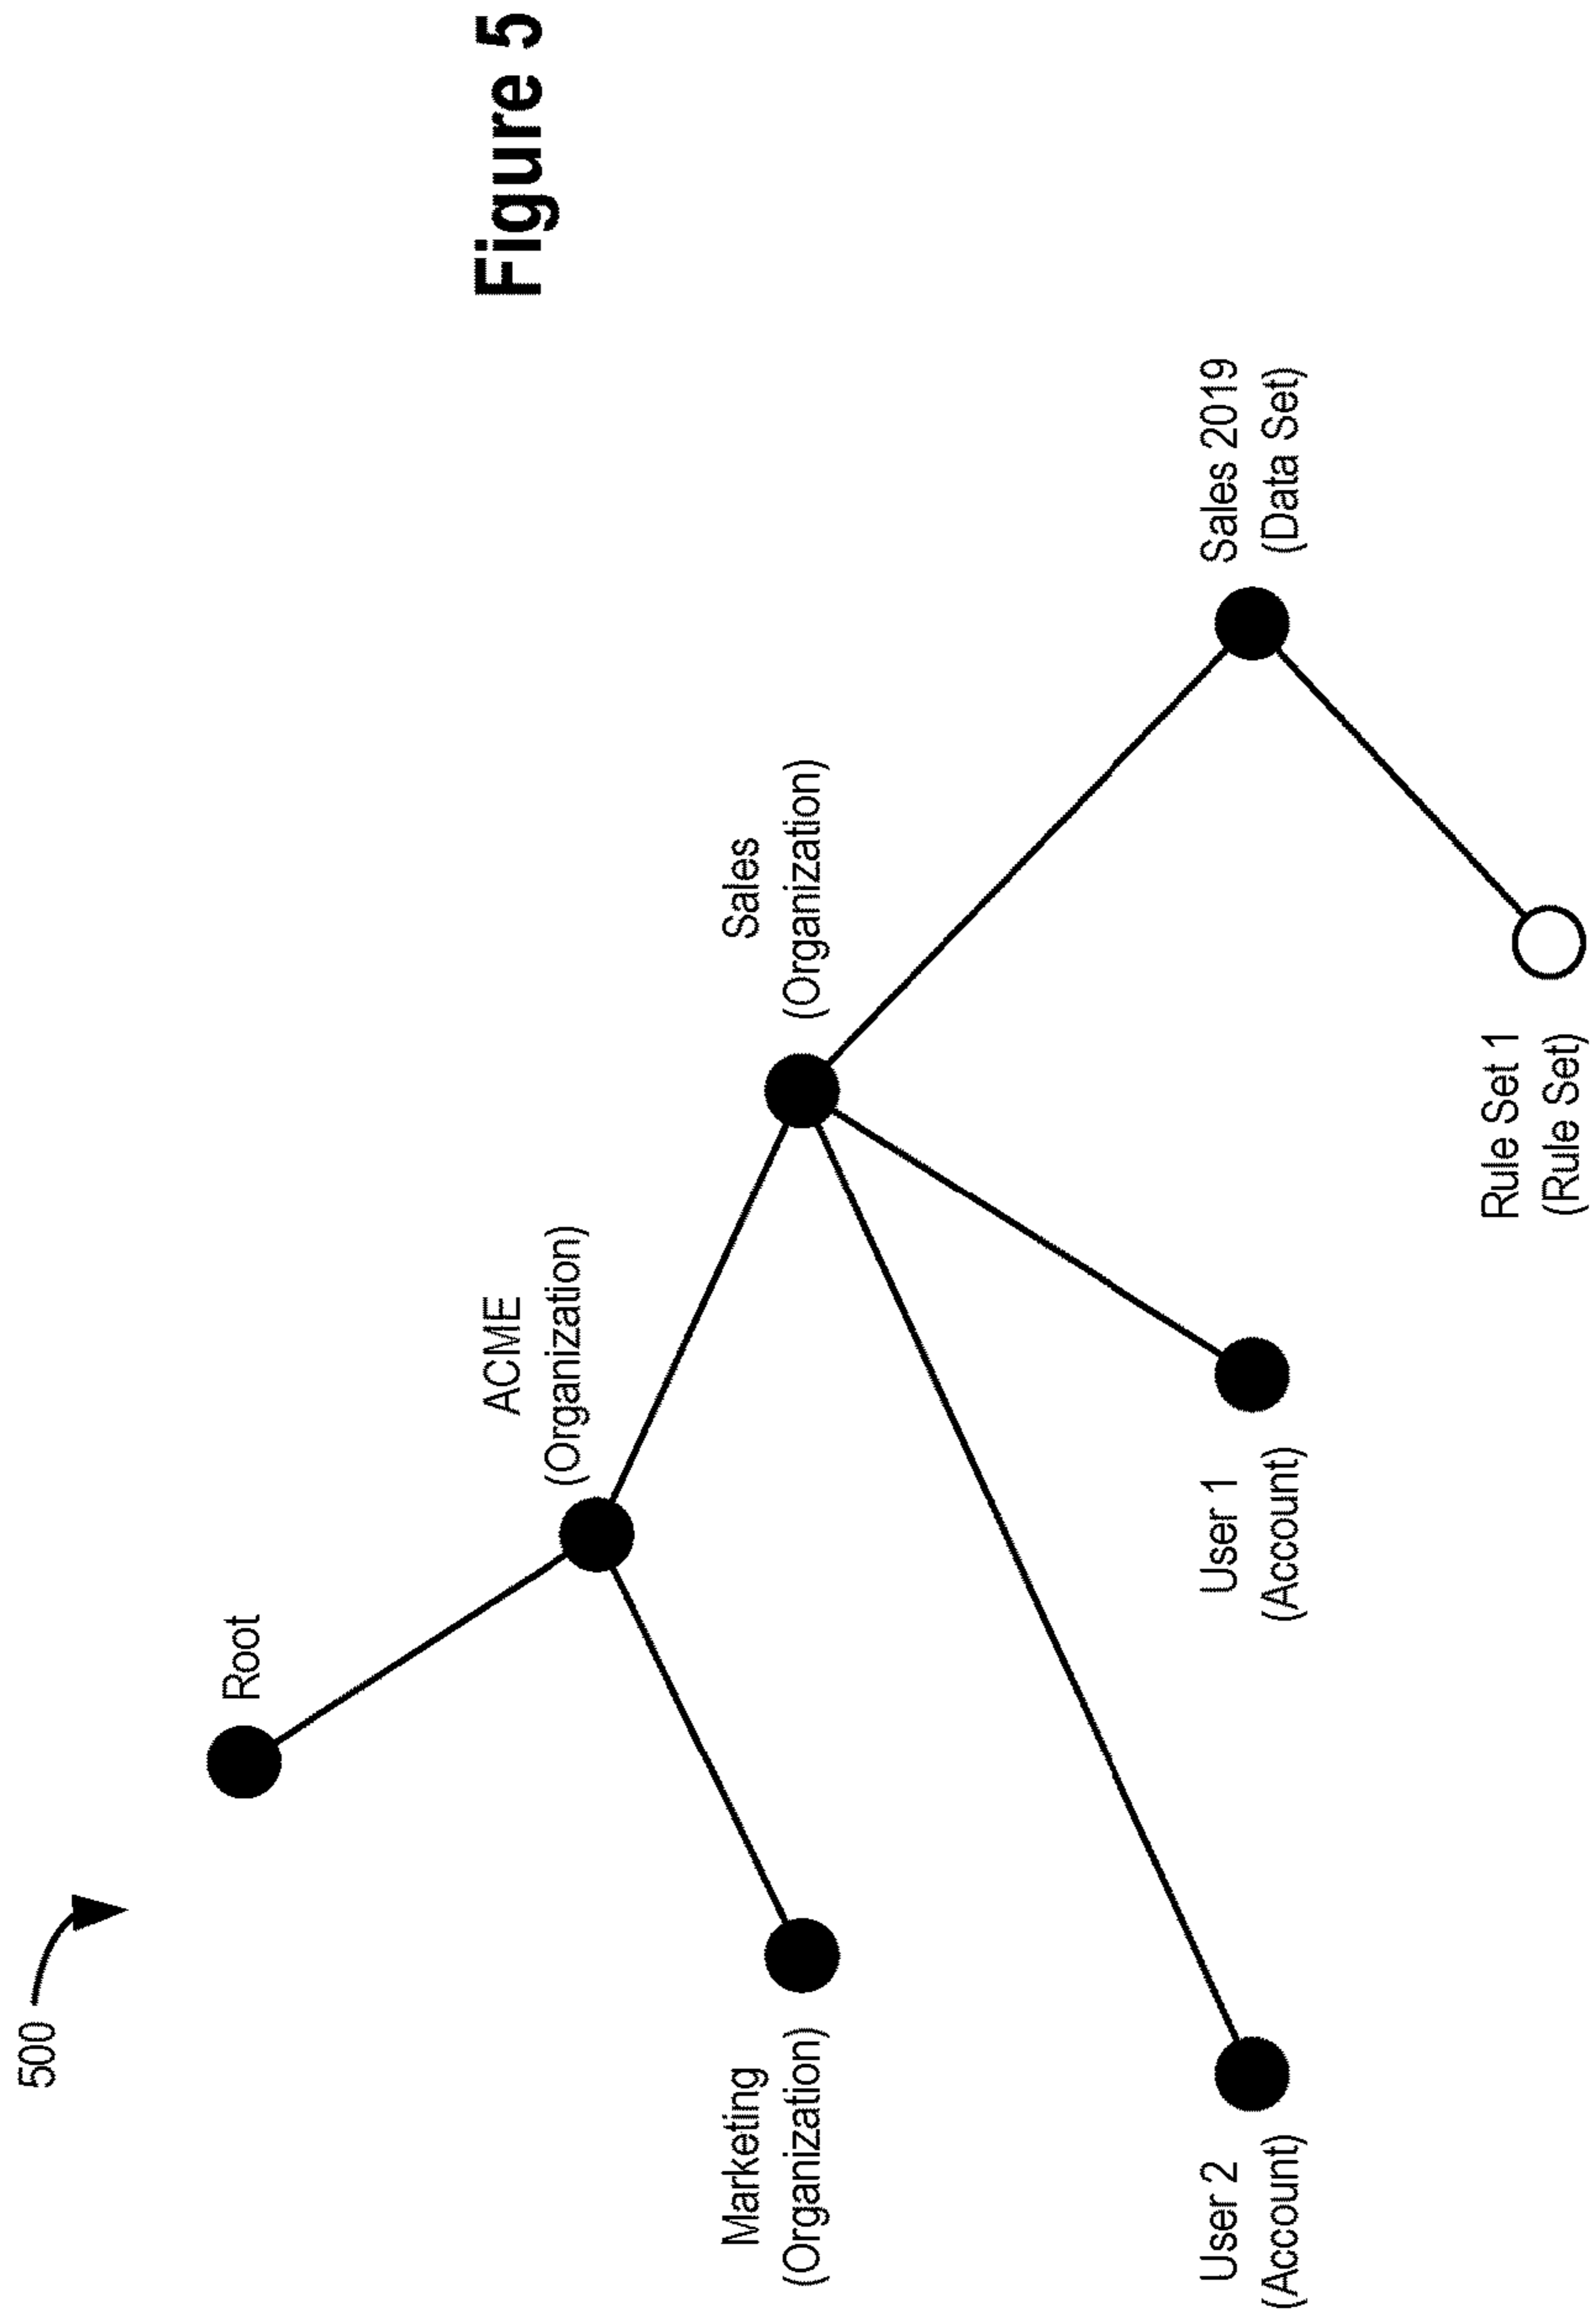 500
Root
ACME
(Organization)
Marketing
(Organization)
Sales
(Organization)
User 2
(Account)
User 1
(Account)
Sales 2019
(Data Set)
Rule Set 1
(Rule Set)
Figure 5